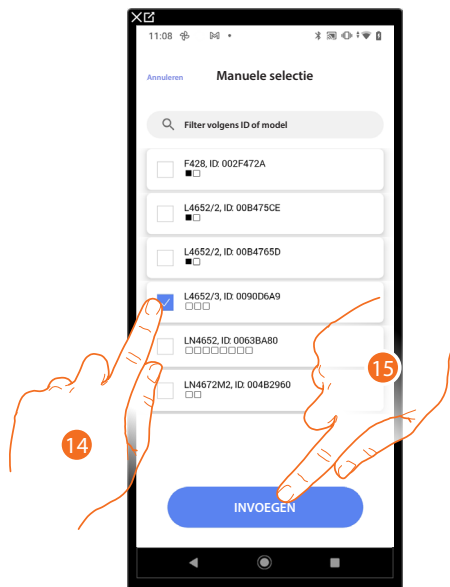 11:08
Annuleren Manuele selectie
Filter volgens ID of model
F428, ID: 002F472A
L4652/2, ID: 00B475CE
L4652/2, ID: 00B4765D
L4652/3, ID: 0090D6A9
LN4652, ID: 0063BA80
15
LN4672M2, ID: 004B2960
14
INVOEGEN